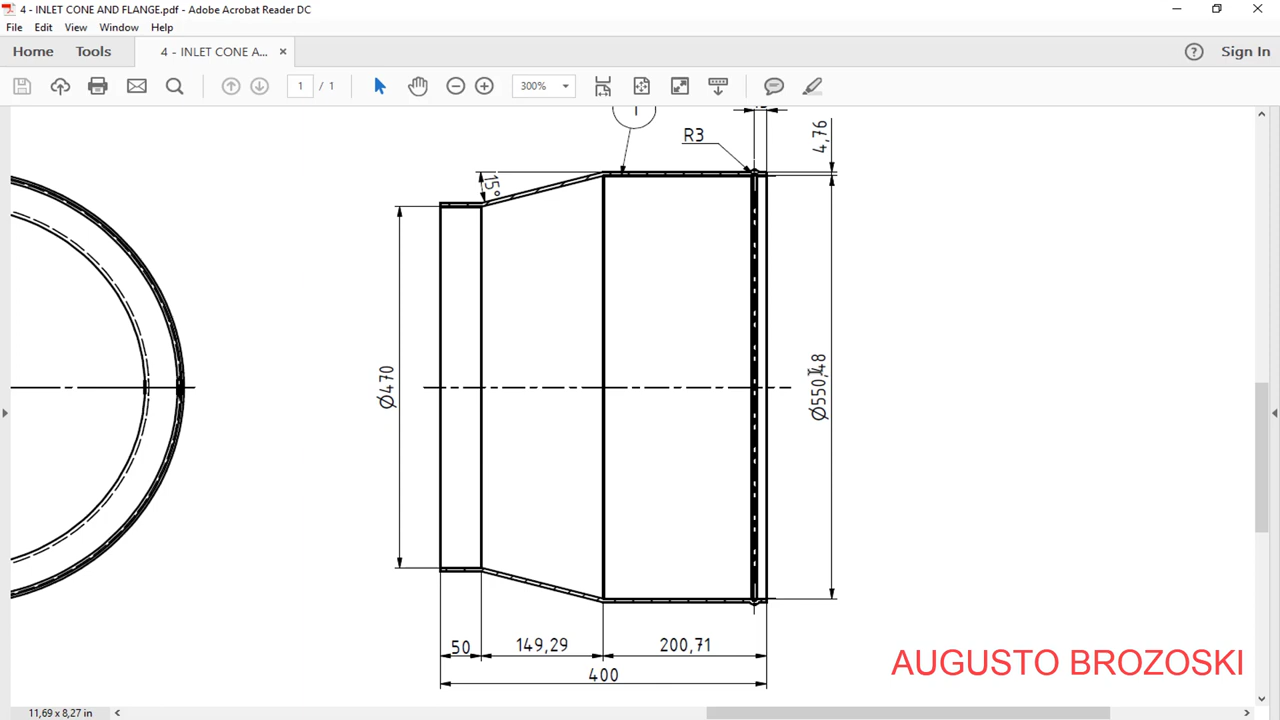 4 - INLET CONE AND FLANGE.pdf - Adobe Acrobat Reader DC
File Edit View Window Help
Home Tools 4 - INLET CONE A... × Sign In
1 / 1 300%
R3
4,76
15°
Ø470
Ø550,48
50 149,29 200,71
400
AUGUSTO BROZOSKI
11,69 x 8,27 in